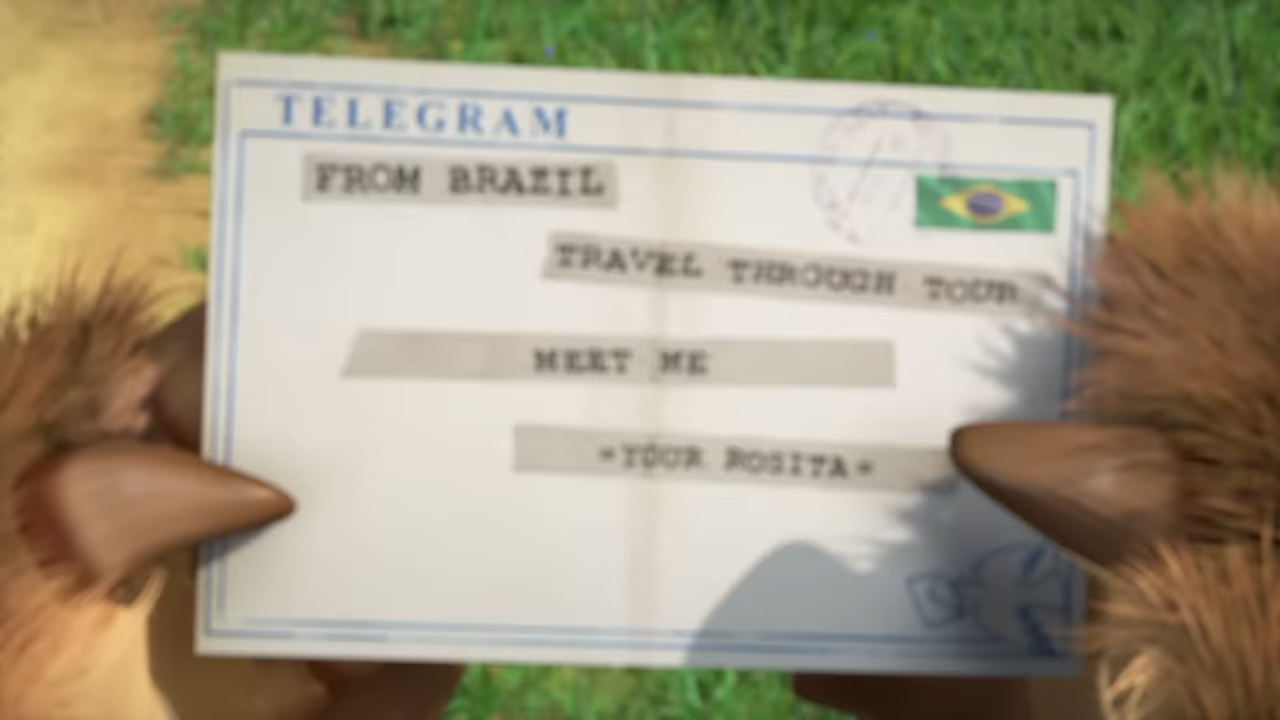 TELEGRAM
FROM BRAZIL
TRAVEL THROUGH TOUR
MEET ME
-YOUR ROSITA-